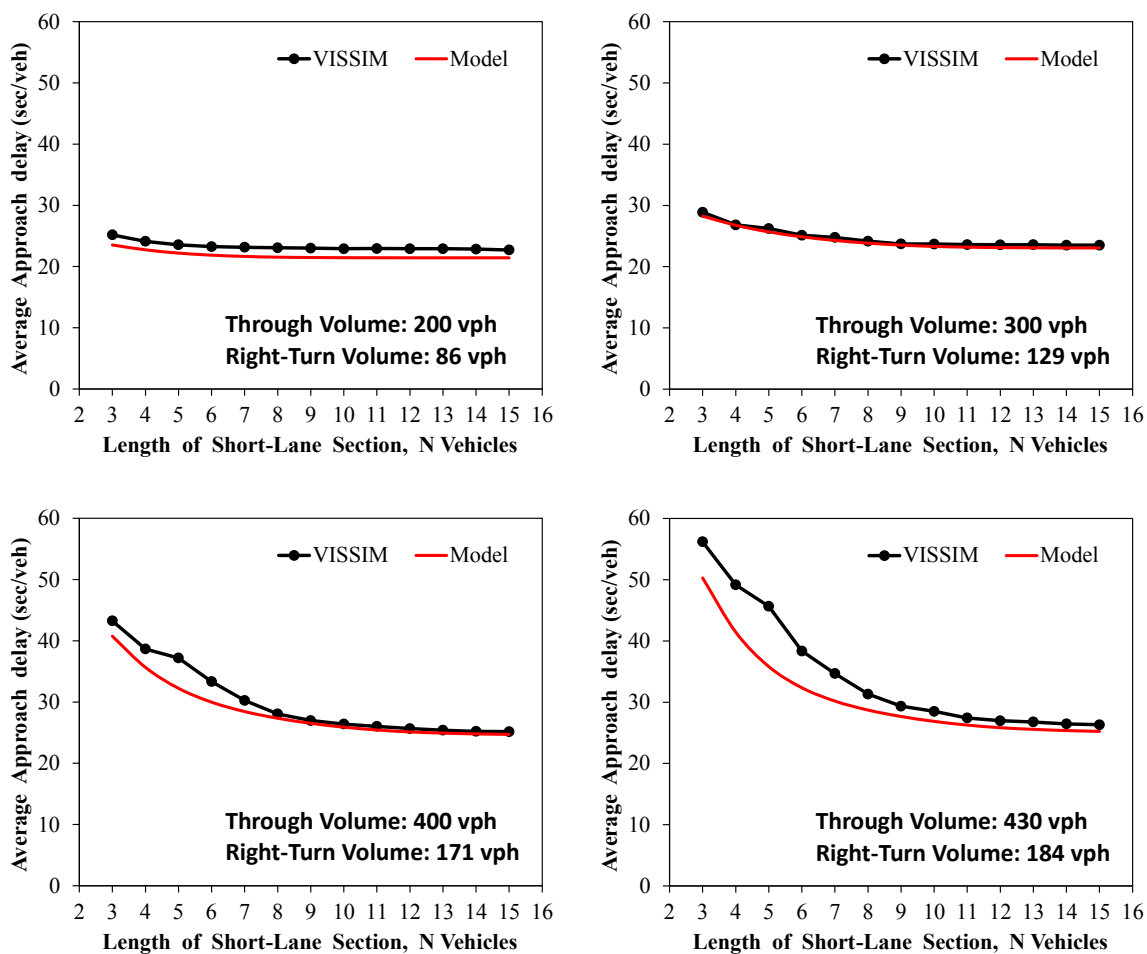 60
50
40
30
20
10
0
Average Approach delay (sec/veh)
VISSIM Model
Through Volume: 200 vph
Right-Turn Volume: 86 vph
2 3 4 5 6 7 8 9 10 11 12 13 14 15 16
Length of Short-Lane Section, N Vehicles
60
50
40
30
20
10
0
Average Approach delay (sec/veh)
VISSIM Model
Through Volume: 300 vph
Right-Turn Volume: 129 vph
2 3 4 5 6 7 8 9 10 11 12 13 14 15 16
Length of Short-Lane Section, N Vehicles
60
50
40
30
20
10
0
Average Approach delay (sec/veh)
VISSIM Model
Through Volume: 400 vph
Right-Turn Volume: 171 vph
2 3 4 5 6 7 8 9 10 11 12 13 14 15 16
Length of Short-Lane Section, N Vehicles
60
50
40
30
20
10
0
Average Approach delay (sec/veh)
VISSIM Model
Through Volume: 430 vph
Right-Turn Volume: 184 vph
2 3 4 5 6 7 8 9 10 11 12 13 14 15 16
Length of Short-Lane Section, N Vehicles